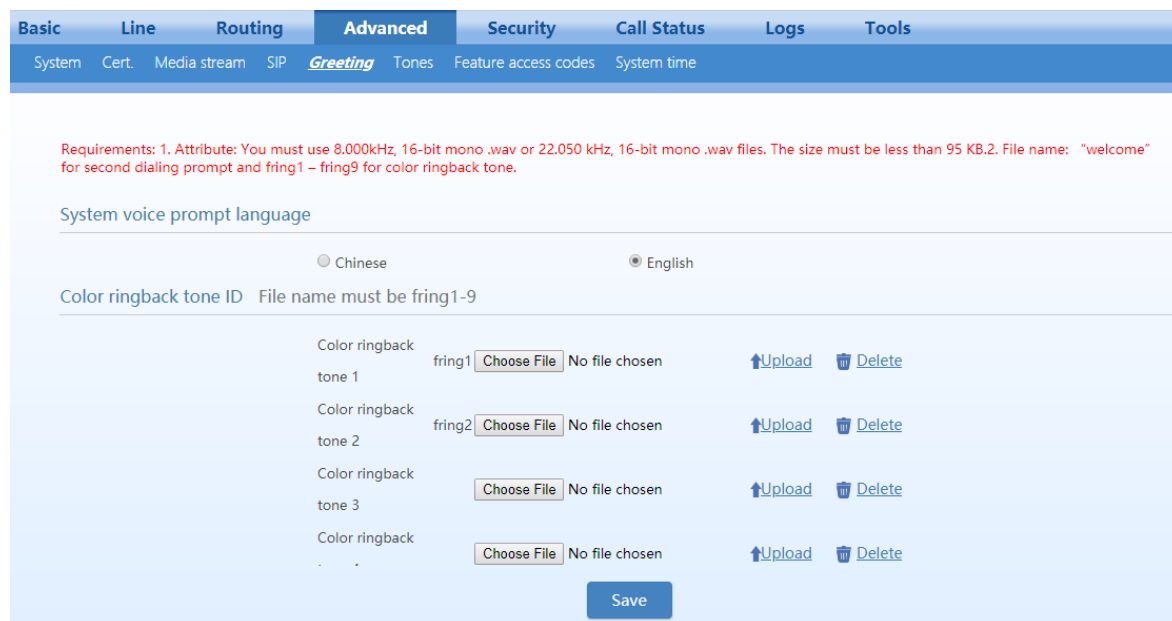 Basic Line Routing Advanced Security Call Status Logs Tools
System Cert. Media stream SIP Greeting Tones Feature access codes System time
Requirements: 1. Attribute: You must use 8.000kHz, 16-bit mono .wav or 22.050 kHz, 16-bit mono .wav files. The size must be less than 95 KB.2. File name: “welcome”
for second dialing prompt and fring1 – fring9 for color ringback tone.
System voice prompt language
Chinese English
Color ringback tone ID File name must be fring1-9
Color ringback
tone 1
fring1 Choose File No file chosen Upload Delete
Color ringback
tone 2
fring2 Choose File No file chosen Upload Delete
Color ringback
tone 3
Choose File No file chosen Upload Delete
Color ringback
Choose File No file chosen Upload Delete
Save